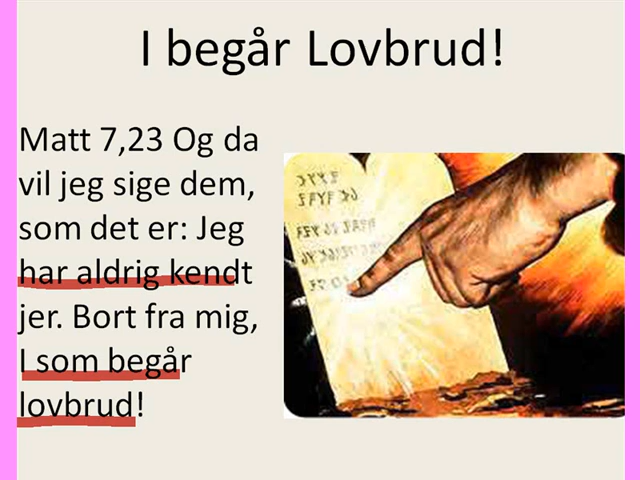 I begår Lovbrud!
Matt 7,23 Og da
vil jeg sige dem,
som det er: Jeg
har aldrig kendt
jer. Bort fra mig,
I som begår
lovbrud!